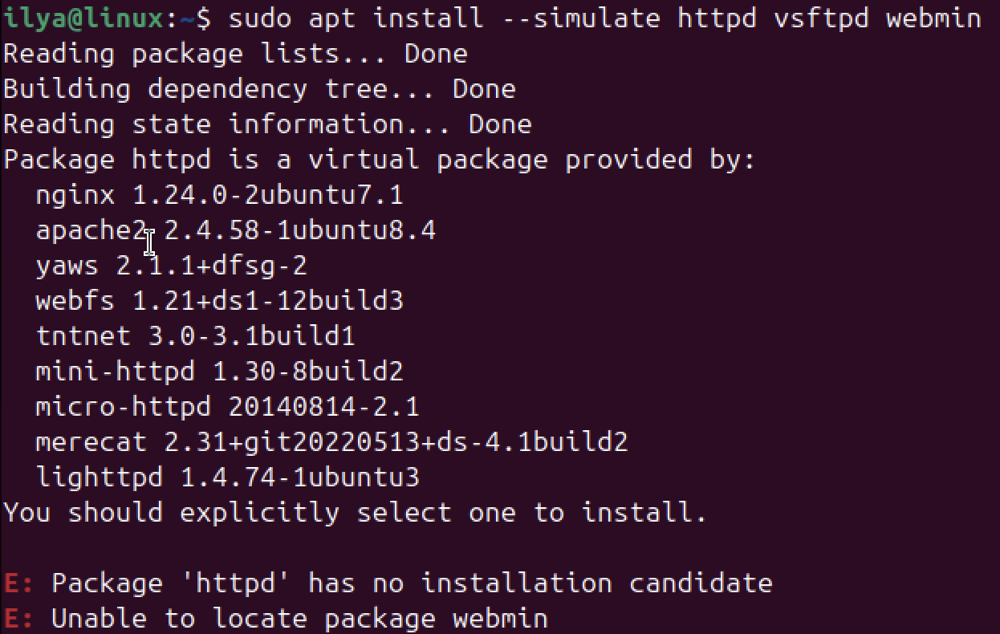 ilya@linux:~$ sudo apt install --simulate httpd vsftpd webmin
Reading package lists... Done
Building dependency tree... Done
Reading state information... Done
Package httpd is a virtual package provided by:
  nginx 1.24.0-2ubuntu7.1
  apache2 2.4.58-1ubuntu8.4
  yaws 2.1.1+dfsg-2
  webfs 1.21+ds1-12build3
  tntnet 3.0-3.1build1
  mini-httpd 1.30-8build2
  micro-httpd 20140814-2.1
  merecat 2.31+git20220513+ds-4.1build2
  lighttpd 1.4.74-1ubuntu3
You should explicitly select one to install.

E: Package 'httpd' has no installation candidate
E: Unable to locate package webmin